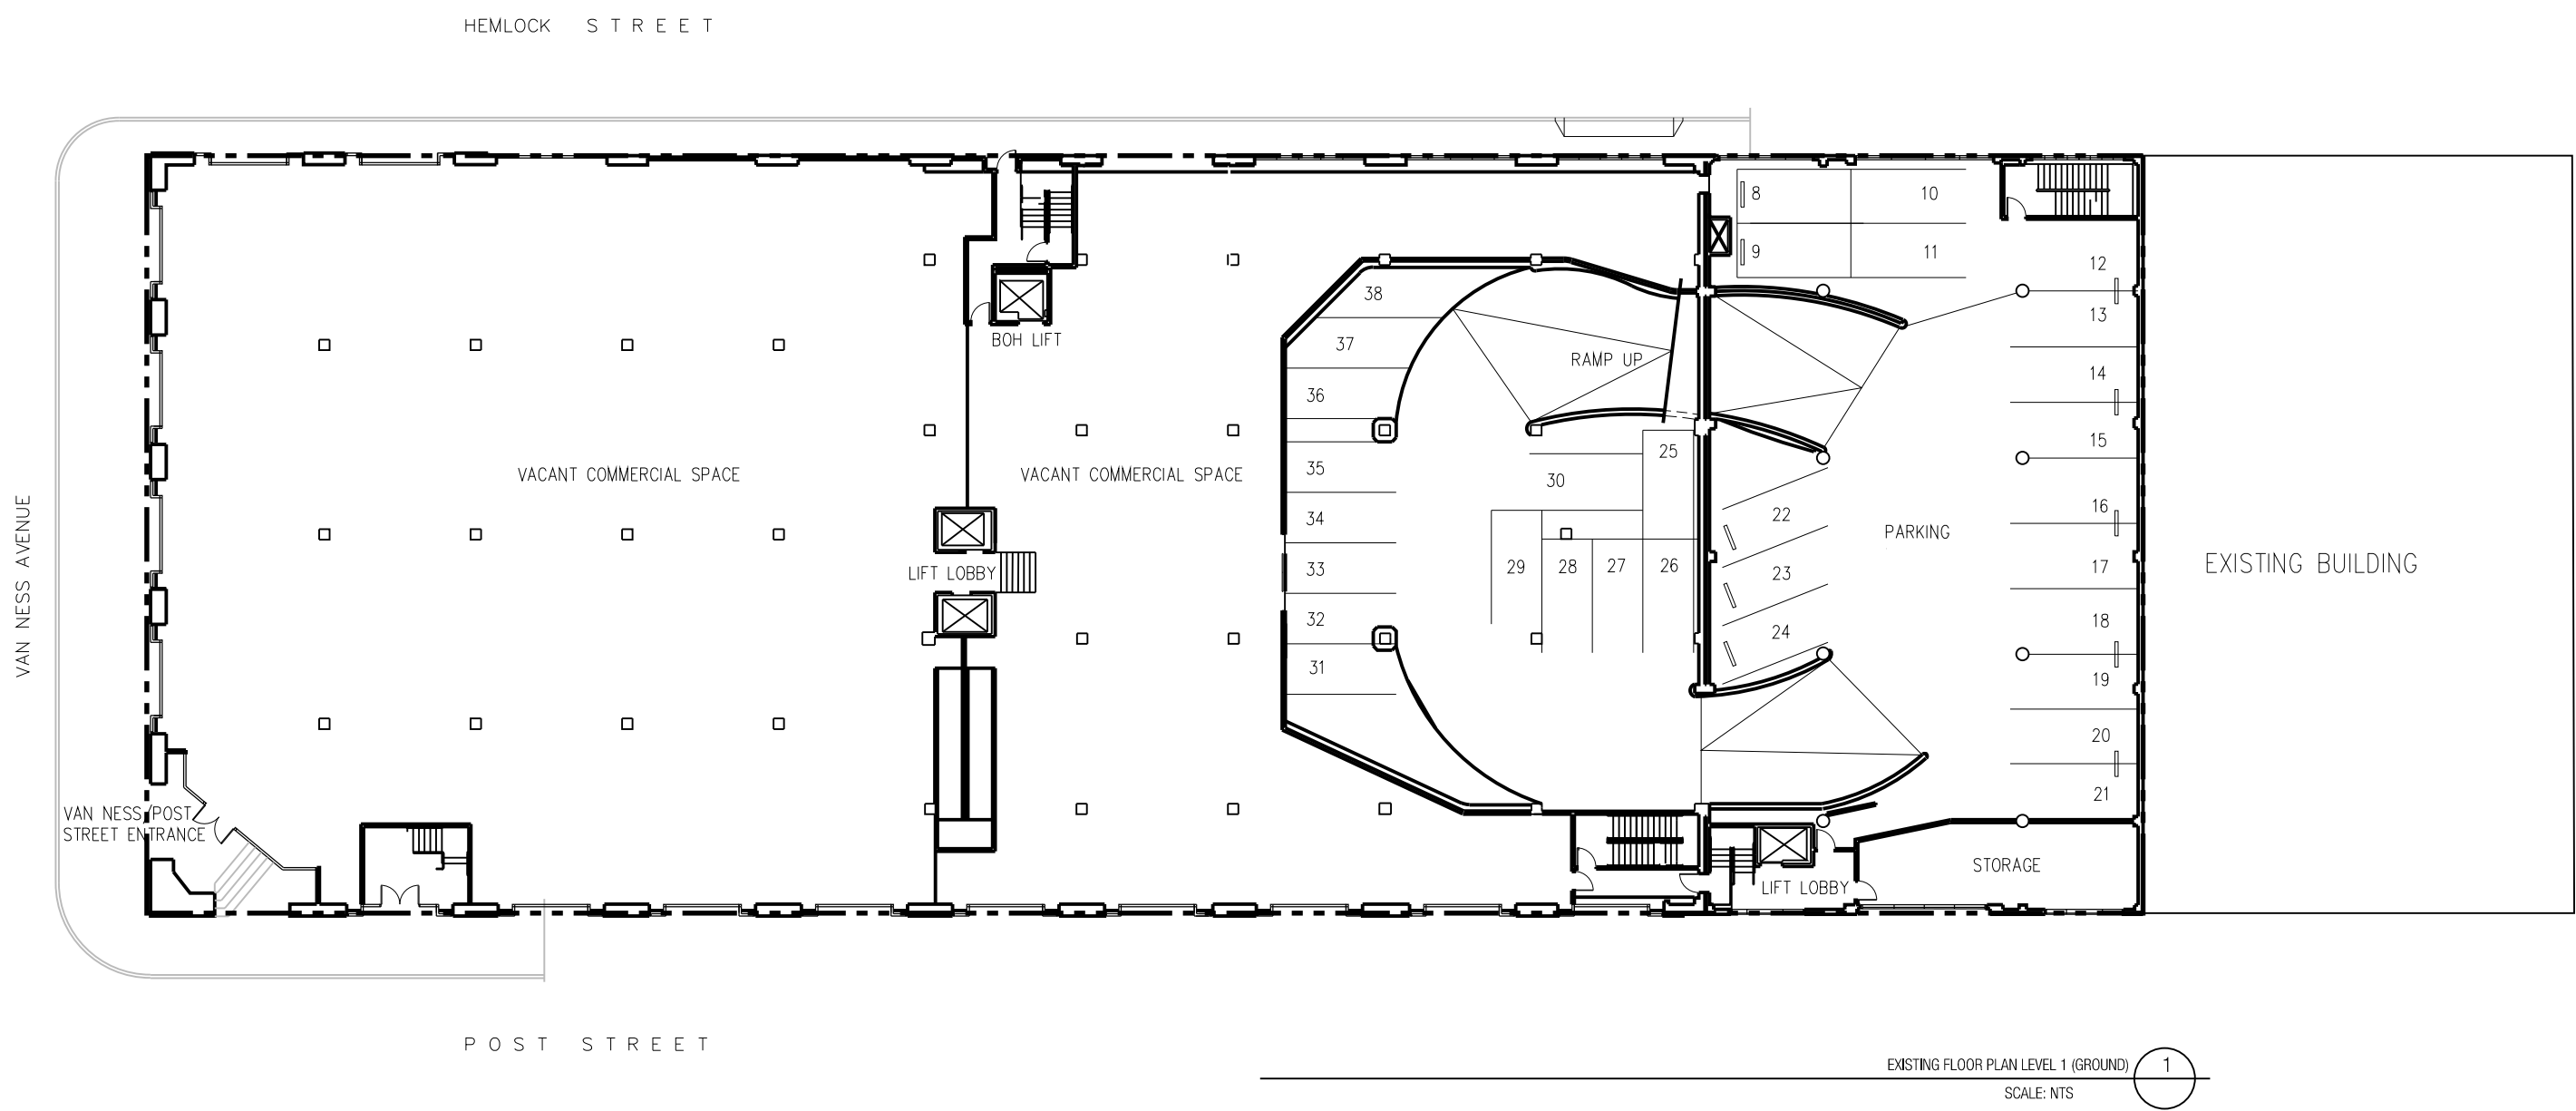 HEMLOCK STREET
8
10
9
11
12
38
13
BOH LIFT
37
RAMP UP
14
36
15
25
VACANT COMMERCIAL SPACE
VACANT COMMERCIAL SPACE
35
30
16
34
22
PARKING
VAN NESS AVENUE
LIFT LOBBY
33
29
28
27
26
23
17
EXISTING BUILDING
32
24
18
31
19
20
21
VAN NESS/POST
STREET ENTRANCE
STORAGE
LIFT LOBBY
POST STREET
EXISTING FLOOR PLAN LEVEL 1 (GROUND)
1
SCALE: NTS